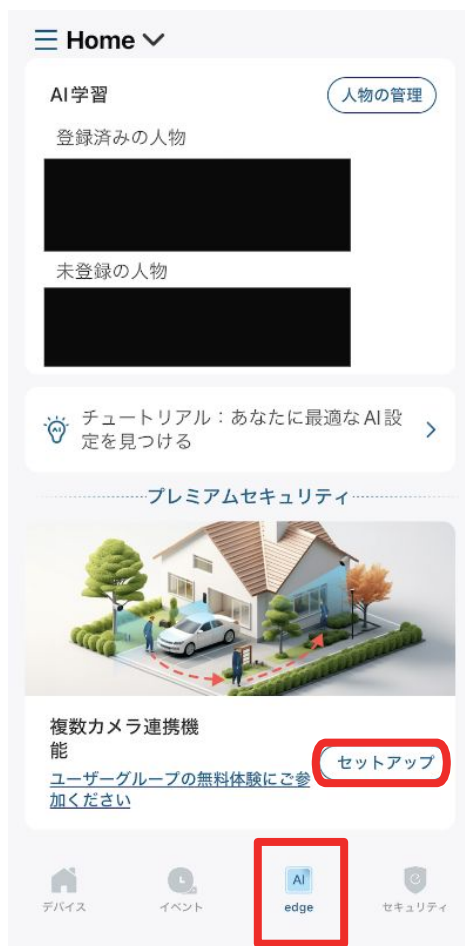 Home
AI学習
人物の管理
登録済みの人物
未登録の人物
チュートリアル：あなたに最適なAI設
定を見つける
プレミアムセキュリティ
複数カメラ連携機
能
セットアップ
ユーザーグループの無料体験にご参
加ください
デバイス
イベント
AI
edge
セキュリティ